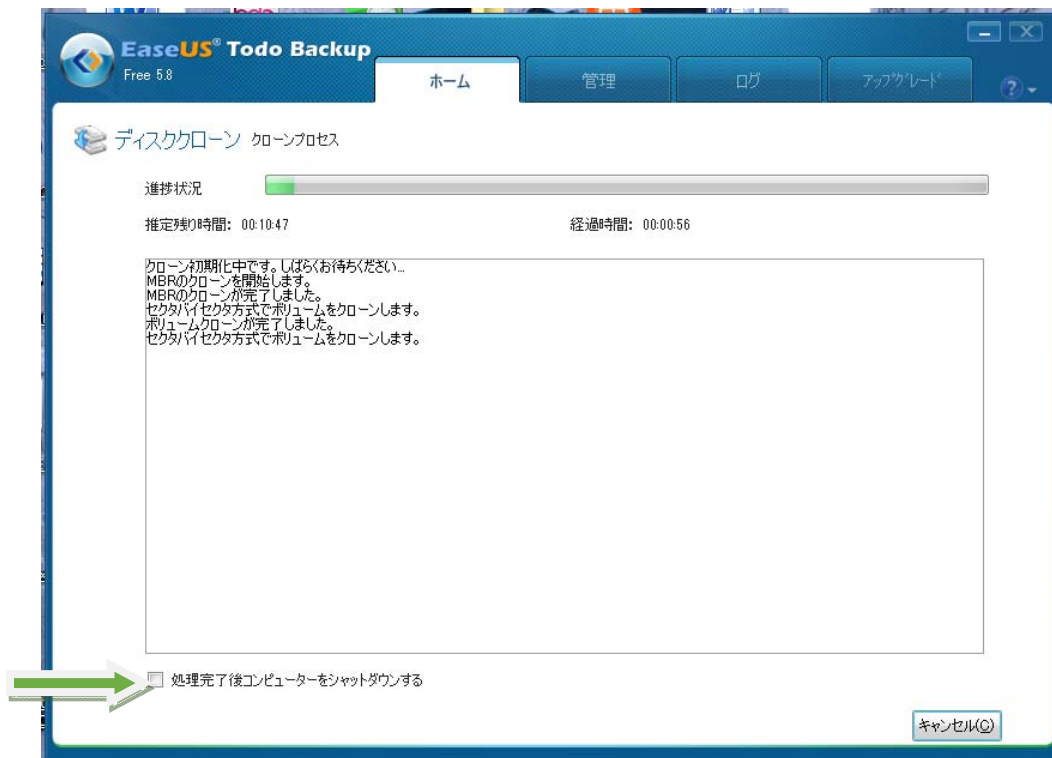 EaseUS® Todo Backup
Free 5.8
ホーム
管理
ログ
アップグレード
ディスククローン クローンプロセス
進捗状況
推定残り時間: 00:10:47
経過時間: 00:00:56
クローン初期化中です。しばらくお待ちください...
MBRのクローンを開始します。
MBRのクローンが完了しました。
セクタバイセクタ方式でボリュームをクローンします。
ボリュームクローンが完了しました。
セクタバイセクタ方式でボリュームをクローンします。
処理完了後コンピューターをシャットダウンする
キャンセル(C)